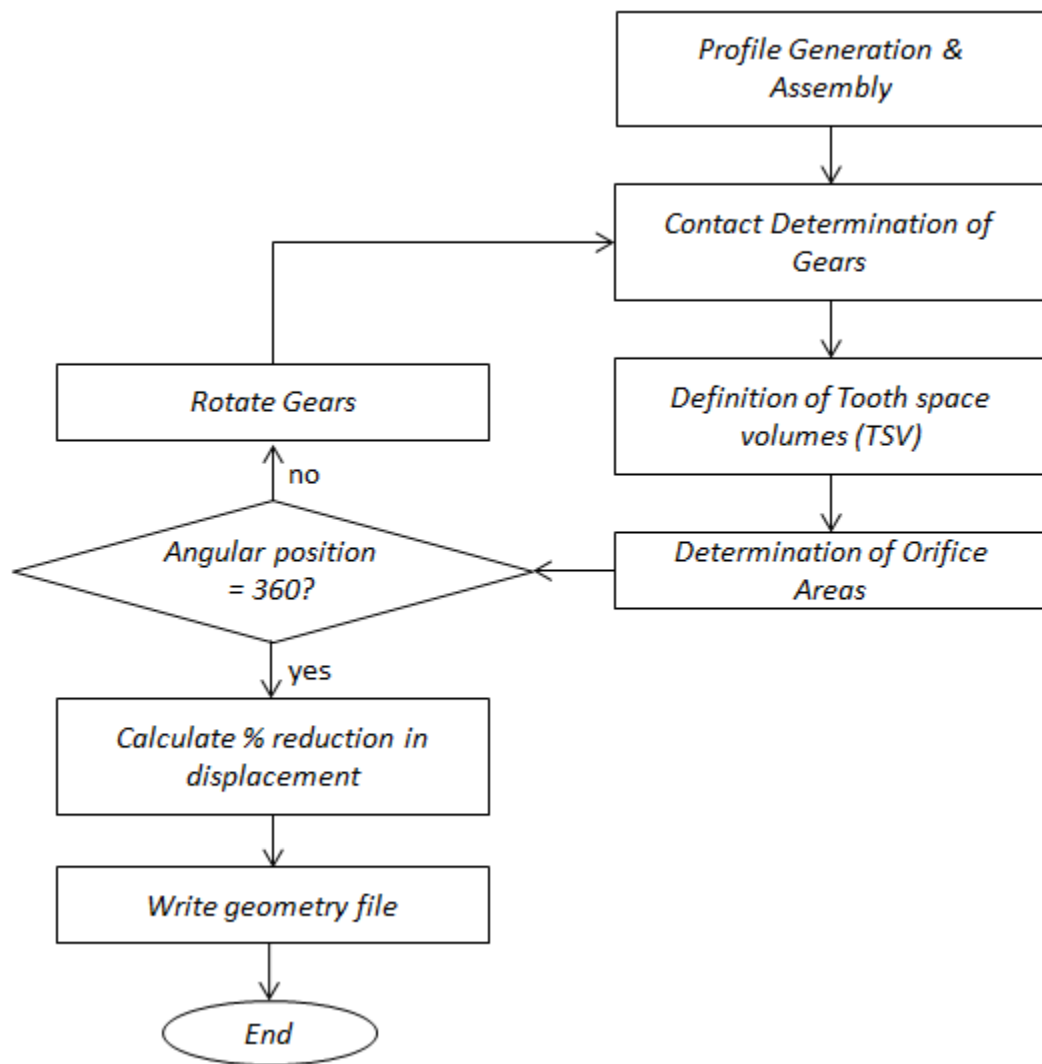 Profile Generation &
Assembly
Contact Determination of
Gears
Definition of Tooth space
volumes (TSV)
Determination of Orifice
Areas
Angular position
= 360?
no
Rotate Gears
yes
Calculate % reduction in
displacement
Write geometry file
End